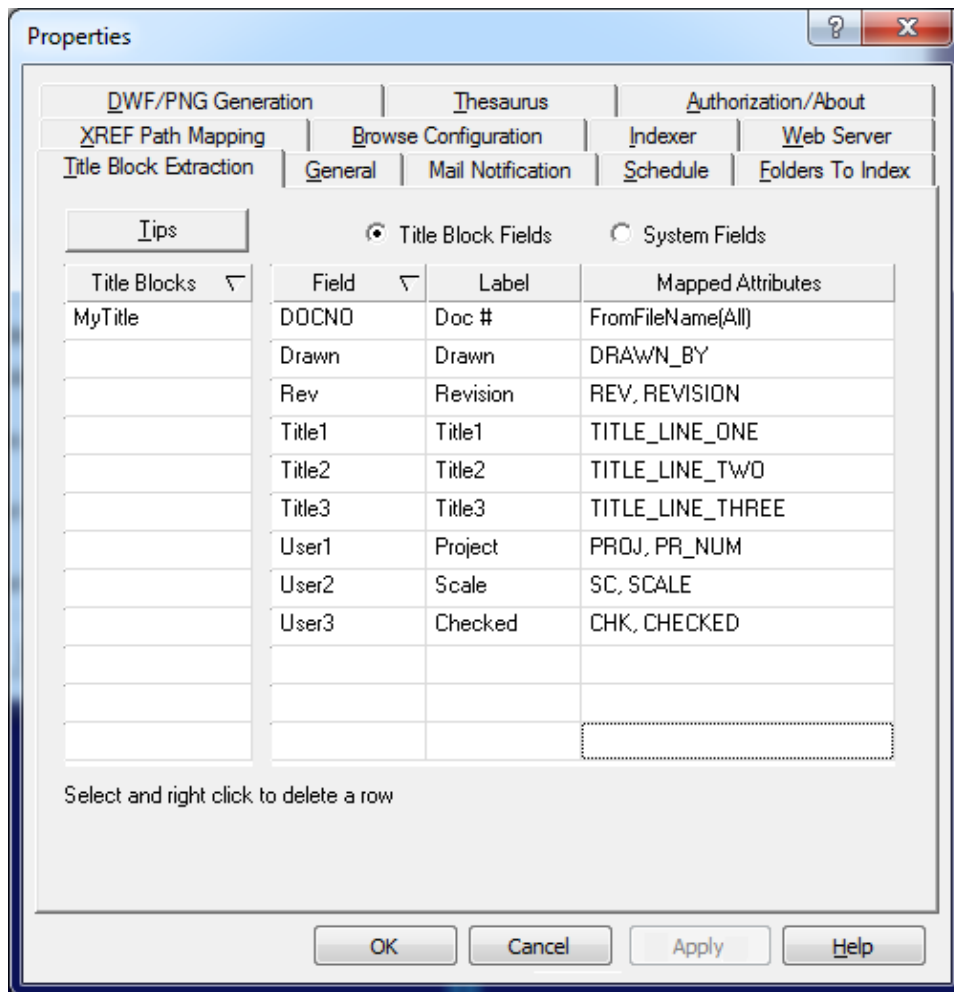 Properties
DWF/PNG Generation Thesaurus Authorization/About
XREF Path Mapping Browse Configuration Indexer Web Server
Title Block Extraction General Mail Notification Schedule Folders To Index
Tips Title Block Fields System Fields
Title Blocks Field Label Mapped Attributes
MyTitle DOCNO Doc # FromFileName(All)
Drawn Drawn DRAWN_BY
Rev Revision REV, REVISION
Title1 Title1 TITLE_LINE_ONE
Title2 Title2 TITLE_LINE_TWO
Title3 Title3 TITLE_LINE_THREE
User1 Project PROJ, PR_NUM
User2 Scale SC, SCALE
User3 Checked CHK, CHECKED
Select and right click to delete a row
OK Cancel Apply Help